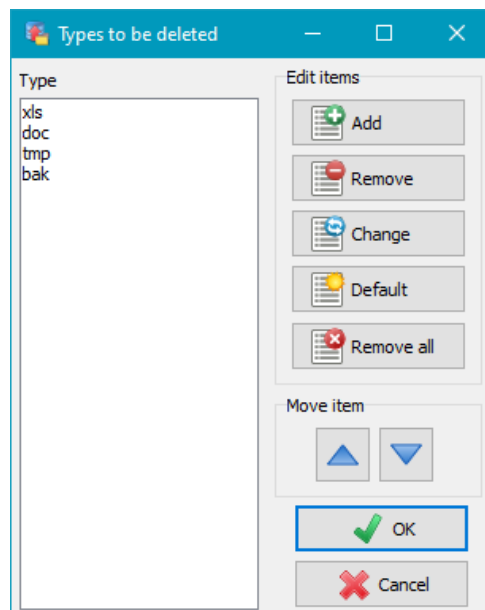 Types to be deleted
Type
xls
doc
tmp
bak
Edit items
Add
Remove
Change
Default
Remove all
Move item
OK
Cancel